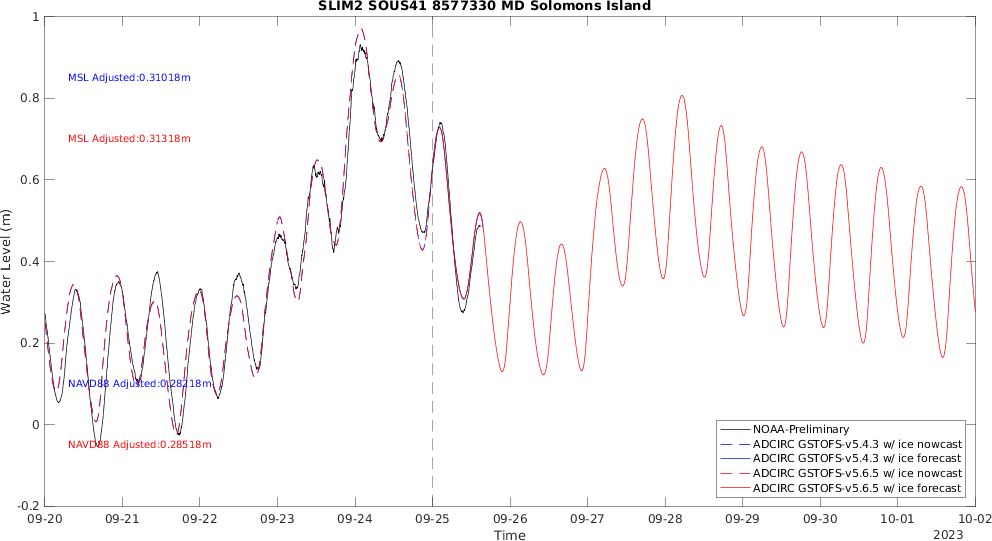 SLIM2 SOUS41 8577330 MD Solomons Island
1
0.8
0.6
0.4
0.2
0
-0.2
Water Level (m)
MSL Adjusted:0.31018m
MSL Adjusted:0.31318m
NAVD88 Adjusted:0.28218m
NAVD88 Adjusted:0.28518m
NOAA-Preliminary
ADCIRC GSTOFS-v5.4.3 w/ ice nowcast
ADCIRC GSTOFS-v5.4.3 w/ ice forecast
ADCIRC GSTOFS-v5.6.5 w/ ice nowcast
ADCIRC GSTOFS-v5.6.5 w/ ice forecast
09-20 09-21 09-22 09-23 09-24 09-25 09-26 09-27 09-28 09-29 09-30 10-01 10-02
Time
2023